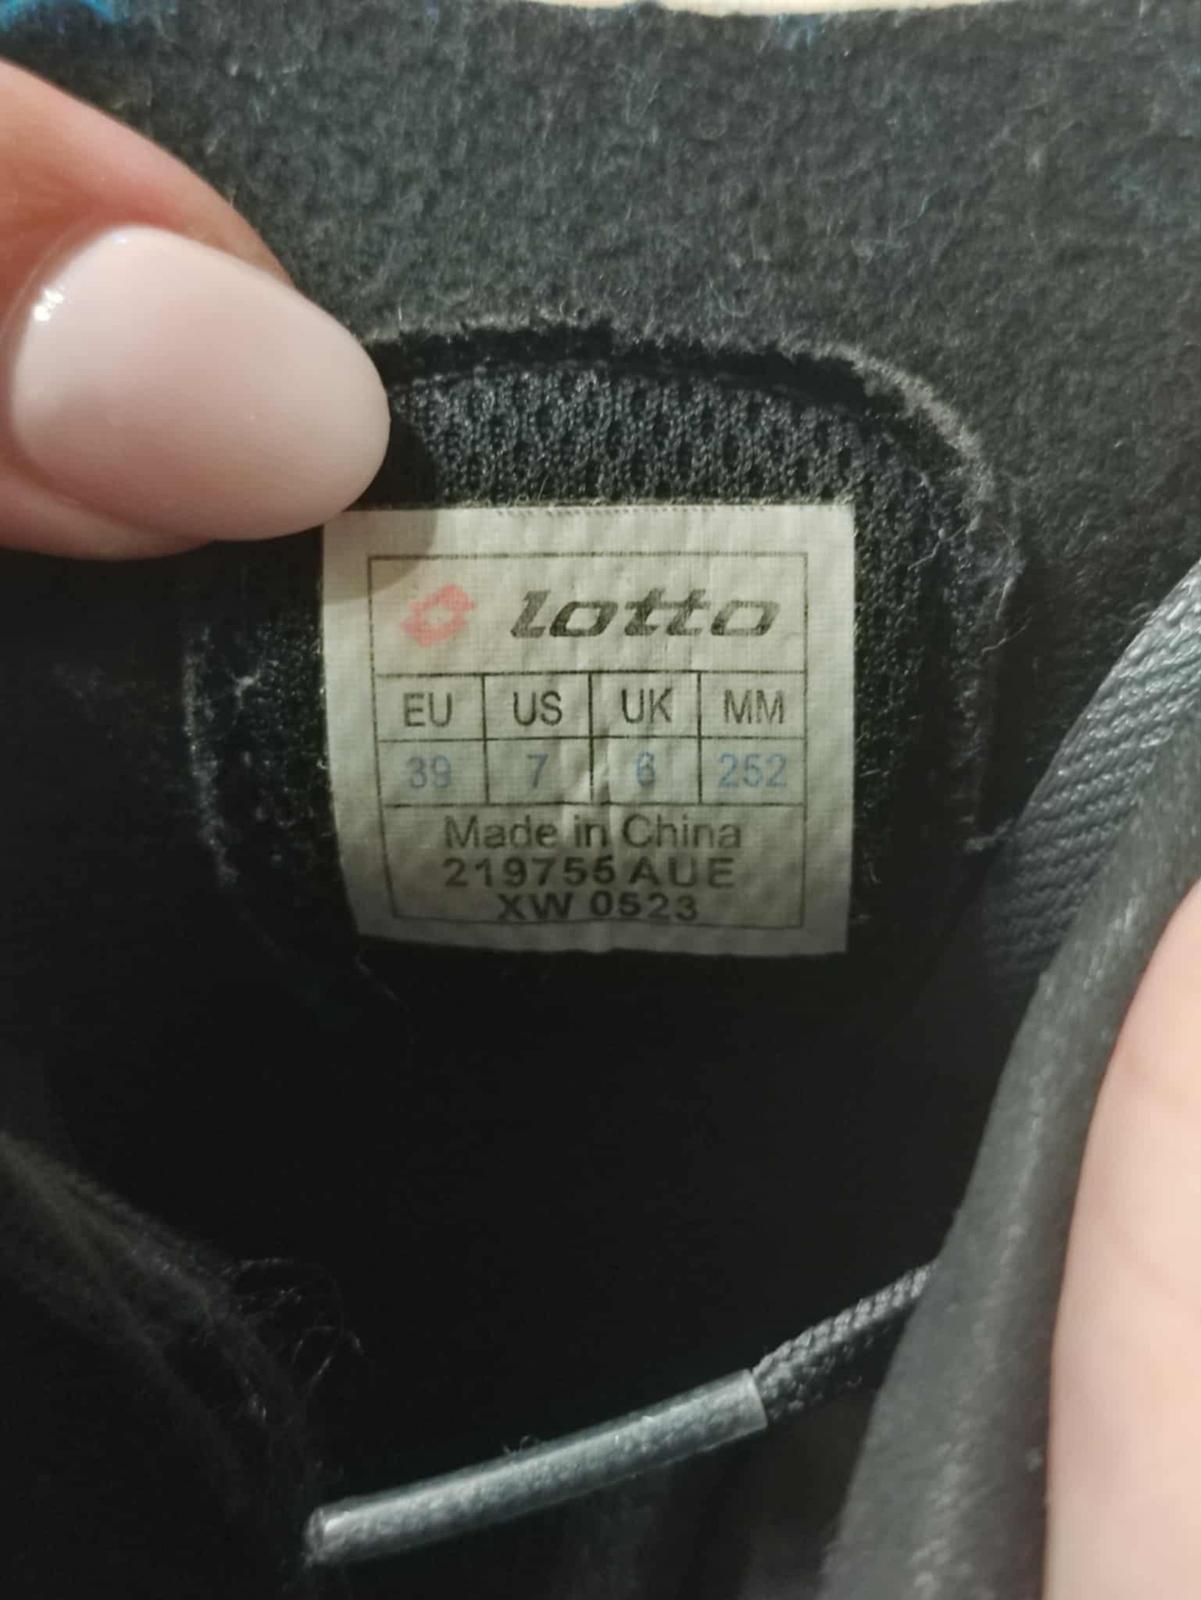 Lotto
EU US UK MM
39 7 6 252
Made in China
219755 AUE
XW 0523